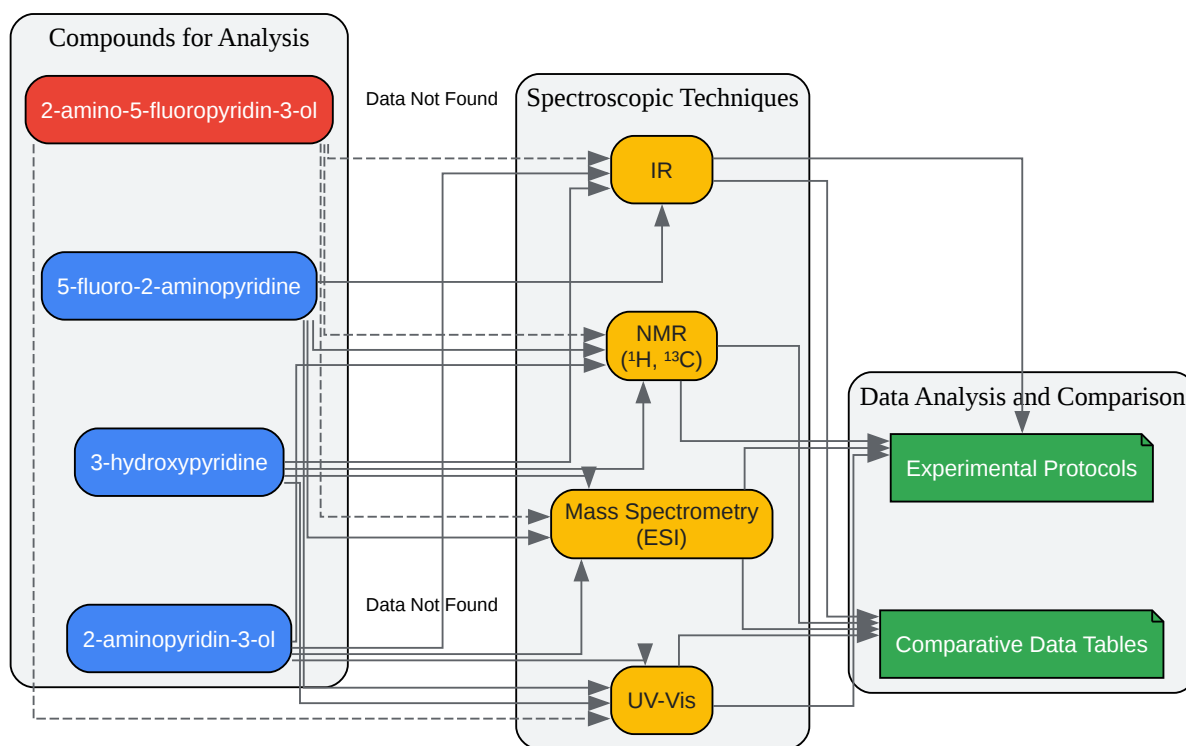 Compounds for Analysis
2-amino-5-fluoropyridin-3-ol
5-fluoro-2-aminopyridine
3-hydroxypyridine
2-aminopyridin-3-ol
Data Not Found
Data Not Found
Spectroscopic Techniques
IR
NMR
(¹H, ¹³C)
Mass Spectrometry
(ESI)
UV-Vis
Data Analysis and Comparison
Experimental Protocols
Comparative Data Tables